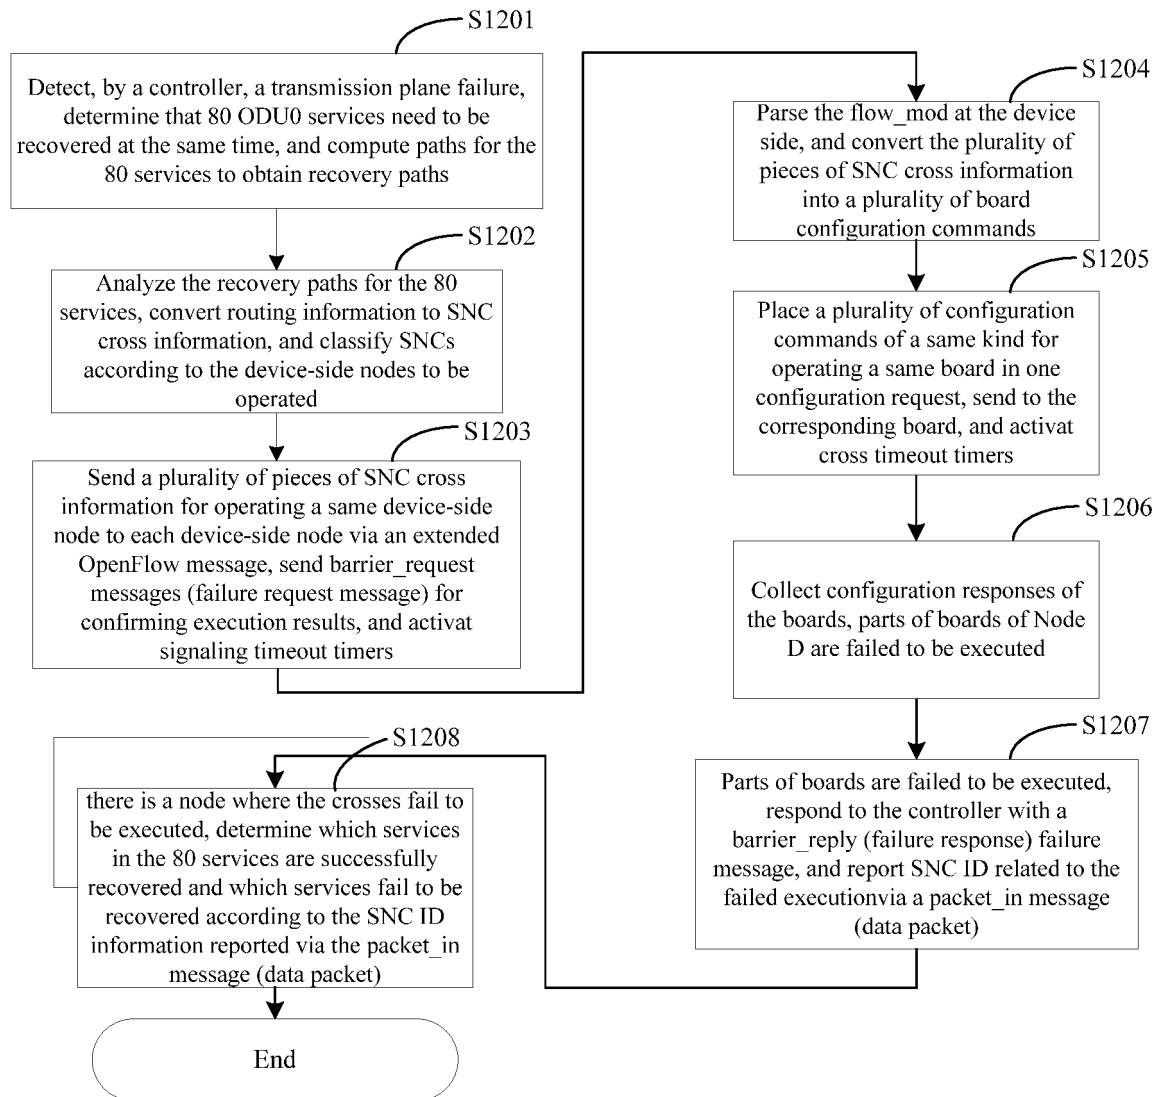 S1201
Detect, by a controller, a transmission plane failure,
determine that 80 ODU0 services need to be
recovered at the same time, and compute paths for the
80 services to obtain recovery paths
S1202
Analyze the recovery paths for the 80
services, convert routing information to SNC
cross information, and classify SNCs
according to the device-side nodes to be
operated
S1203
Send a plurality of pieces of SNC cross
information for operating a same device-side
node to each device-side node via an extended
OpenFlow message, send barrier_request
messages (failure request message) for
confirming execution results, and activat
signaling timeout timers
S1204
Parse the flow_mod at the device
side, and convert the plurality of
pieces of SNC cross information
into a plurality of board
configuration commands
S1205
Place a plurality of configuration
commands of a same kind for
operating a same board in one
configuration request, send to the
corresponding board, and activat
cross timeout timers
S1206
Collect configuration responses of
the boards, parts of boards of Node
D are failed to be executed
S1207
Parts of boards are failed to be executed,
respond to the controller with a
barrier_reply (failure response) failure
message, and report SNC ID related to the
failed executionvia a packet_in message
(data packet)
S1208
there is a node where the crosses fail to
be executed, determine which services
in the 80 services are successfully
recovered and which services fail to be
recovered according to the SNC ID
information reported via the packet_in
message (data packet)
End